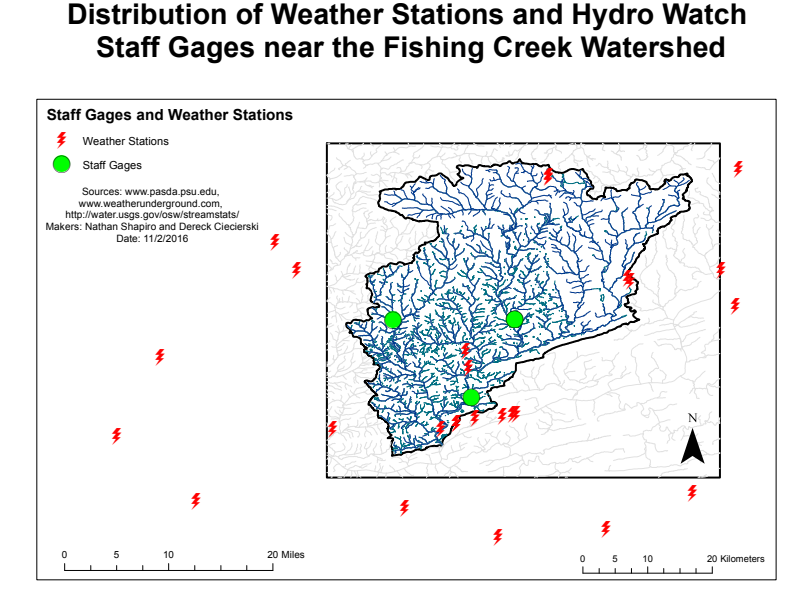 Distribution of Weather Stations and Hydro Watch
Staff Gages near the Fishing Creek Watershed
Staff Gages and Weather Stations
Weather Stations
Staff Gages
Sources: www.pasda.psu.edu,
www.weatherunderground.com,
http://water.usgs.gov/osw/streamstats/
Makers: Nathan Shapiro and Dereck Ciecierski
Date: 11/2/2016
N
0 5 10 20 Miles
0 5 10 20 Kilometers